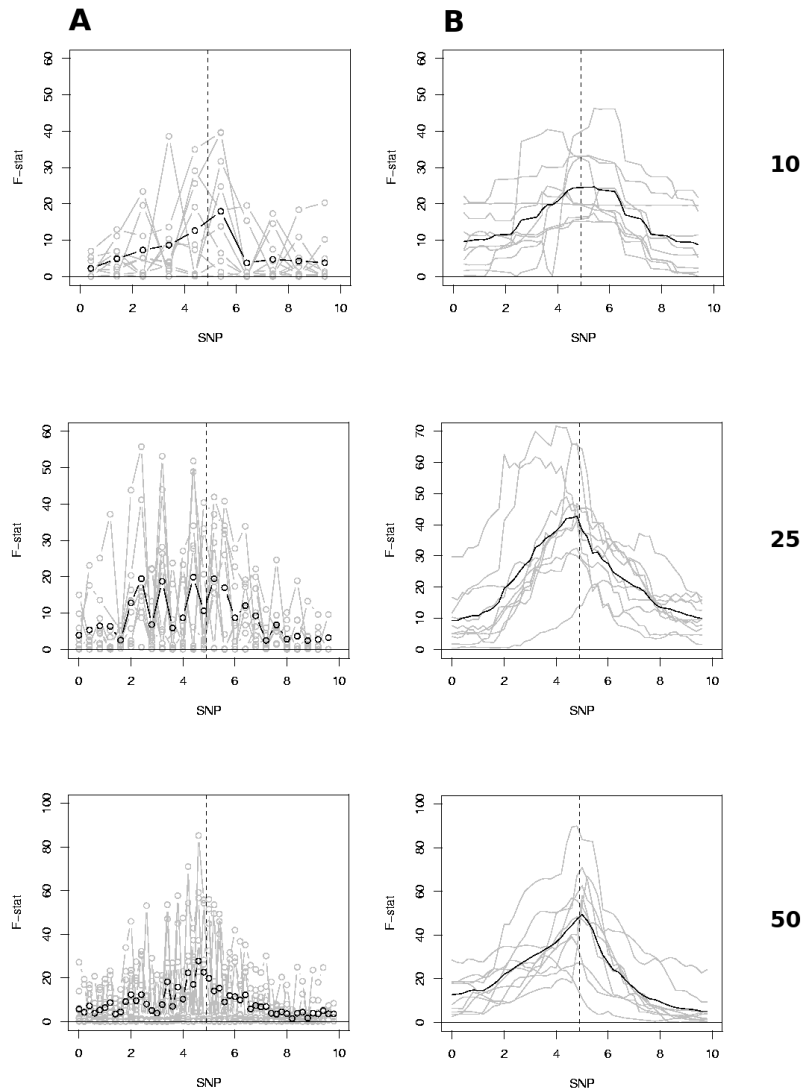 A B
60 60
50 50
40 40
30 30
20 20
10 10
0 0
F-stat F-stat
10
0 2 4 6 8 10 0 2 4 6 8 10
SNP SNP
60 70
50 60
40 50
30 40
20 30
10 20
0 10
0
F-stat F-stat
25
0 2 4 6 8 10 0 2 4 6 8 10
SNP SNP
100 100
80 80
60 60
40 40
20 20
0 0
F-stat F-stat
50
0 2 4 6 8 10 0 2 4 6 8 10
SNP SNP